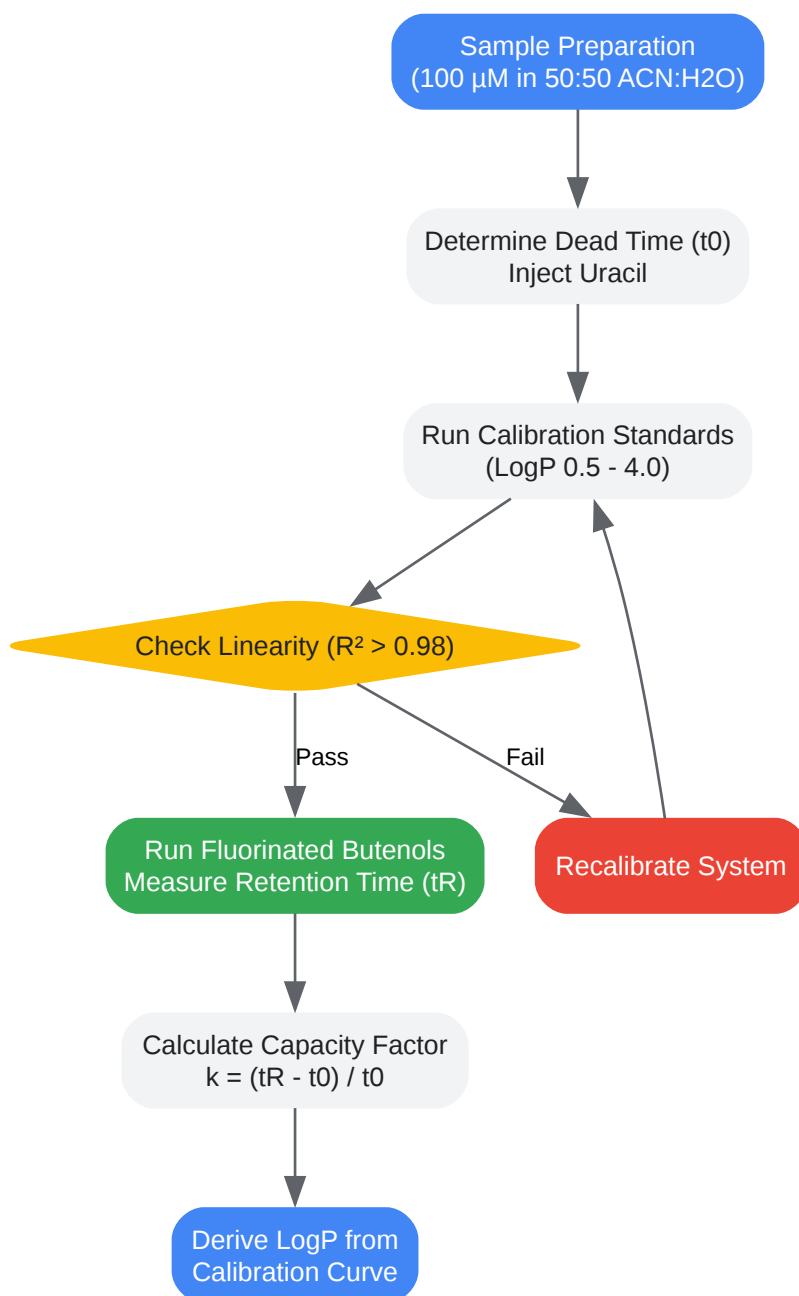 Sample Preparation
(100 µM in 50:50 ACN:H2O)
Determine Dead Time (t0)
Inject Uracil
Run Calibration Standards
(LogP 0.5 - 4.0)
Check Linearity (R² > 0.98)
Pass
Fail
Run Fluorinated Butenols
Measure Retention Time (tR)
Recalibrate System
Calculate Capacity Factor
k = (tR - t0) / t0
Derive LogP from
Calibration Curve